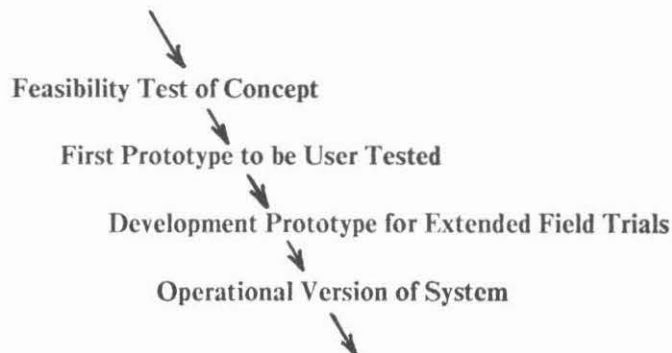 Feasibility Test of Concept
First Prototype to be User Tested
Development Prototype for Extended Field Trials
Operational Version of System